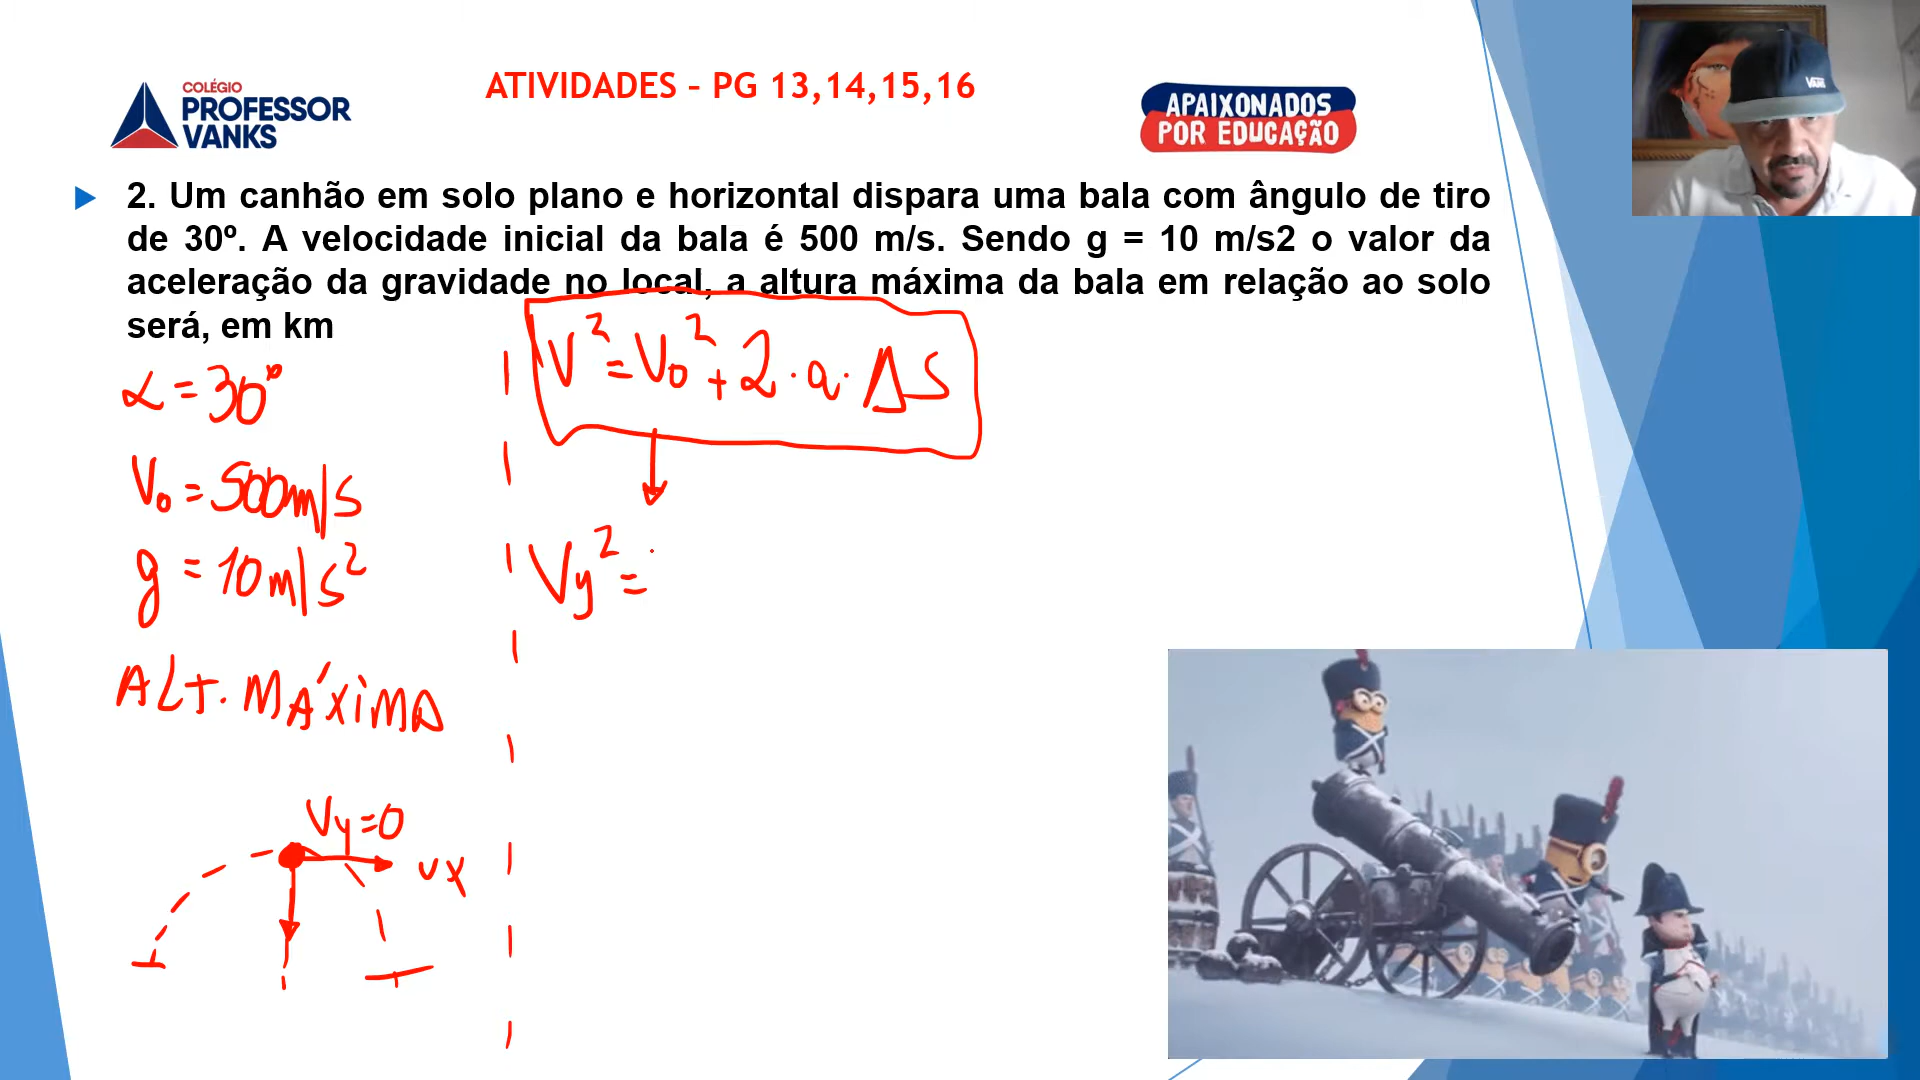 COLÉGIO
PROFESSOR
VANKS
ATIVIDADES – PG 13,14,15,16
APAIXONADOS
POR EDUCAÇÃO
VANS
2. Um canhão em solo plano e horizontal dispara uma bala com ângulo de tiro
de 30º. A velocidade inicial da bala é 500 m/s. Sendo g = 10 m/s2 o valor da
aceleração da gravidade no local, a altura máxima da bala em relação ao solo
será, em km
α = 30°
V₀ = 500m/s
g = 10m/s²
ALT. MÁXIMA
Vy=0
vx
V² = V₀² + 2 · a · ΔS
Vy² =